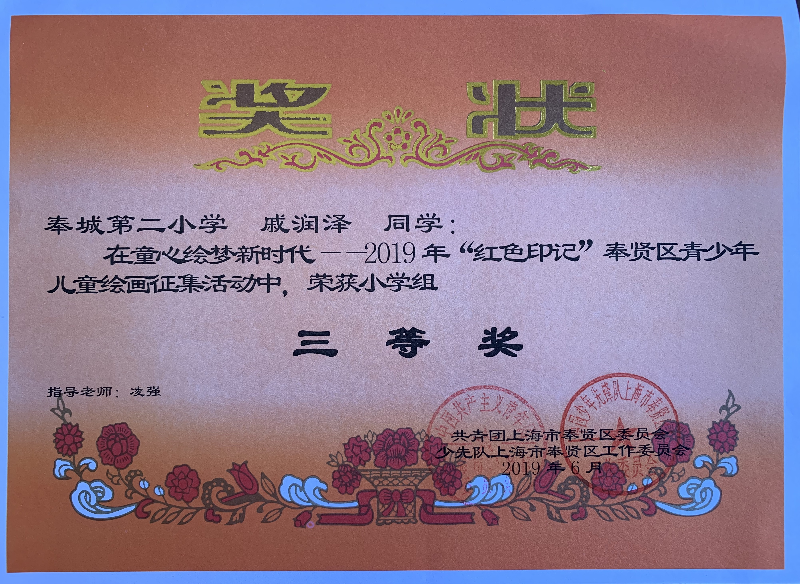 奖状
奉城第二小学 戚润泽 同学：
在童心绘梦新时代——2019年“红色印记”奉贤区青少年
儿童绘画征集活动中，荣获小学组
三等奖
指导老师：凌强
共青团上海市奉贤区委员会
少先队上海市奉贤区工作委员会
2019年6月